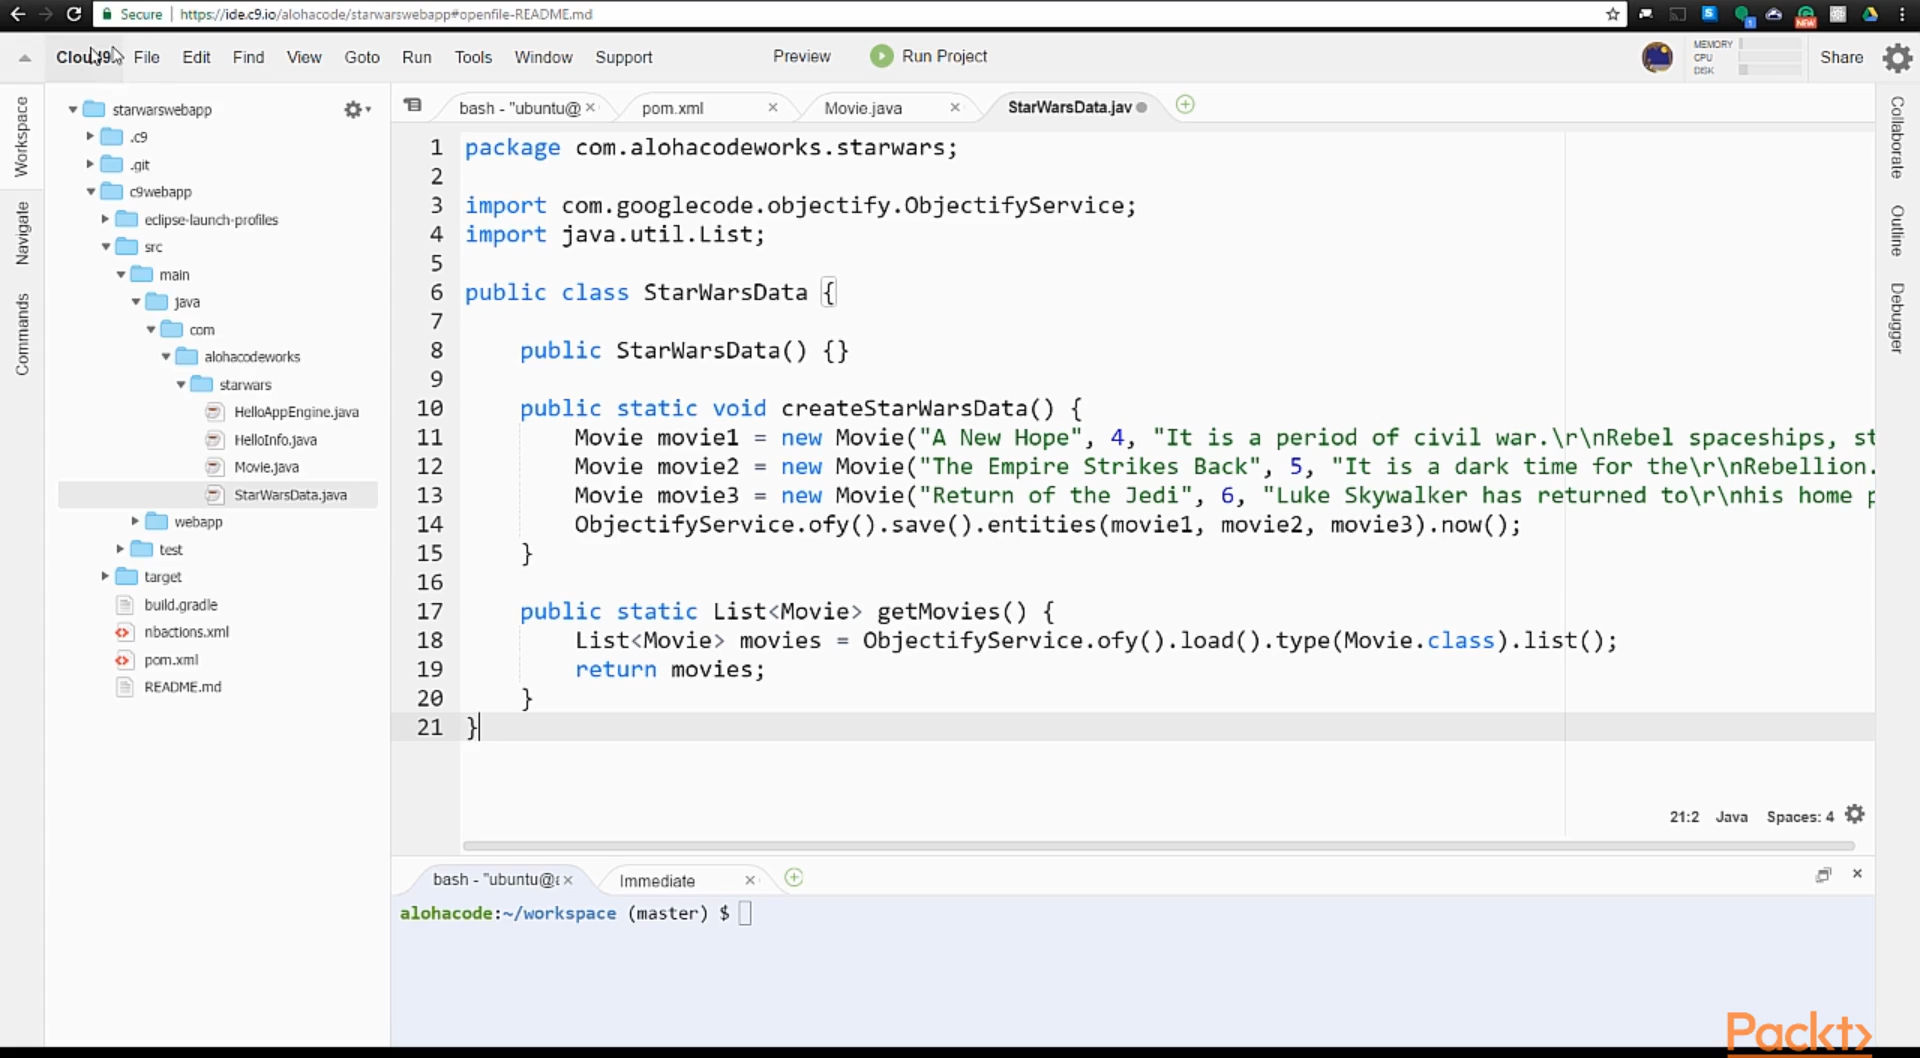 Secure https://ide.c9.io/alohacode/starwarswebapp#openfile-README.md
NEW
Cloud9 File Edit Find View Goto Run Tools Window Support Preview Run Project MEMORY CPU DISK Share
Workspace
Navigate
Commands
starwarswebapp
.c9
.git
c9webapp
eclipse-launch-profiles
src
main
java
com
alohacodeworks
starwars
HelloAppEngine.java
HelloInfo.java
Movie.java
StarWarsData.java
webapp
test
target
build.gradle
nbactions.xml
pom.xml
README.md
bash - "ubuntu@ × pom.xml × Movie.java × StarWarsData.jav
1 package com.alohacodeworks.starwars;
2
3 import com.googlecode.objectify.ObjectifyService;
4 import java.util.List;
5
6 public class StarWarsData {
7
8 public StarWarsData() {}
9
10 public static void createStarWarsData() {
11 Movie movie1 = new Movie("A New Hope", 4, "It is a period of civil war.\r\nRebel spaceships, st
12 Movie movie2 = new Movie("The Empire Strikes Back", 5, "It is a dark time for the\r\nRebellion.
13 Movie movie3 = new Movie("Return of the Jedi", 6, "Luke Skywalker has returned to\r\nhis home p
14 ObjectifyService.ofy().save().entities(movie1, movie2, movie3).now();
15 }
16
17 public static List<Movie> getMovies() {
18 List<Movie> movies = ObjectifyService.ofy().load().type(Movie.class).list();
19 return movies;
20 }
21 }
21:2 Java Spaces: 4
Collaborate
Outline
Debugger
bash - "ubuntu@ × Immediate ×
alohacode:~/workspace (master) $
Packt>